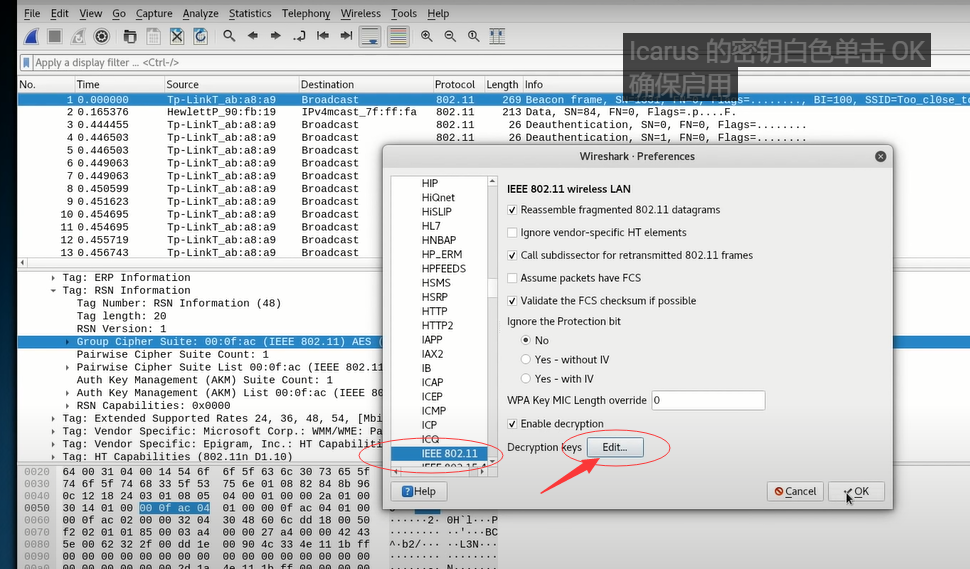 File Edit View Go Capture Analyze Statistics Telephony Wireless Tools Help
Apply a display filter ... <Ctrl-/>
Icarus 的密钥白色单击 OK
确保启用
No. Time Source Destination Protocol Length Info
1 0.000000 Tp-LinkT_ab:a8:a9 Broadcast 802.11 269 Beacon frame, FN=0, Flags=........, BI=100, SSID=Too_cl0se_
2 0.165376 HewlettP_90:fb:19 IPv4mcast_7f:ff:fa 802.11 213 Data, SN=84, FN=0, Flags=.p....F.
3 0.444455 Tp-LinkT_ab:a8:a9 Broadcast 802.11 26 Deauthentication, SN=0, FN=0, Flags=........
4 0.446503 Tp-LinkT_ab:a8:a9 Broadcast 802.11 26 Deauthentication, SN=1, FN=0, Flags=........
5 0.446503 Tp-LinkT_ab:a8:a9
6 0.449063 Tp-LinkT_ab:a8:a9
7 0.449063 Tp-LinkT_ab:a8:a9
8 0.450599 Tp-LinkT_ab:a8:a9
9 0.451623 Tp-LinkT_ab:a8:a9
10 0.454695 Tp-LinkT_ab:a8:a9
11 0.454695 Tp-LinkT_ab:a8:a9
12 0.455719 Tp-LinkT_ab:a8:a9
13 0.456743 Tp-LinkT_ab:a8:a9
Tag: ERP Information
Tag: RSN Information
Tag Number: RSN Information (48)
Tag length: 20
RSN Version: 1
Group Cipher Suite: 00:0f:ac (IEEE 802.11) AES (
Pairwise Cipher Suite Count: 1
Pairwise Cipher Suite List 00:0f:ac (IEEE 802.11
Auth Key Management (AKM) Suite Count: 1
Auth Key Management (AKM) List 00:0f:ac (IEEE 80
RSN Capabilities: 0x0000
Tag: Extended Supported Rates 24, 36, 48, 54, [Mbi
Tag: Vendor Specific: Microsoft Corp.: WMM/WME: Pa
Tag: Vendor Specific: Epigram, Inc.: HT Capabiliti
Tag: HT Capabilities (802.11n D1.10)
0020 64 00 31 04 00 14 54 6f 6f 5f 63 6c 30 73 65 5f
0030 74 6f 5f 74 68 33 5f 53 75 6e 01 08 82 84 8b 96
0040 0c 12 18 24 03 01 08 05 04 00 01 00 00 2a 01 00
0050 30 14 01 00 00 0f ac 04 01 00 00 0f ac 04 01 00
0060 00 0f ac 02 00 00 32 04 30 48 60 6c dd 18 00 50
0070 f2 02 01 01 85 00 03 a4 00 00 27 a4 00 00 42 43
0080 5e 00 62 32 2f 00 dd 1e 00 90 4c 33 4e 11 1b ff
0090 00 00 00 00 00 00 00 00 00 00 00 00 00 00 00 00
Wireshark · Preferences
HIP
HiQnet
HiSLIP
HL7
HNBAP
HP_ERM
HPFEEDS
HSMS
HSRP
HTTP
HTTP2
IAPP
IAX2
IB
ICAP
ICEP
ICMP
ICP
ICQ
IEEE 802.11
IEEE 802.15.4
IEEE 802.11 wireless LAN
Reassemble fragmented 802.11 datagrams
Ignore vendor-specific HT elements
Call subdissector for retransmitted 802.11 frames
Assume packets have FCS
Validate the FCS checksum if possible
Ignore the Protection bit
No
Yes - without IV
Yes - with IV
WPA Key MIC Length override 0
Enable decryption
Decryption keys Edit...
Help Cancel OK